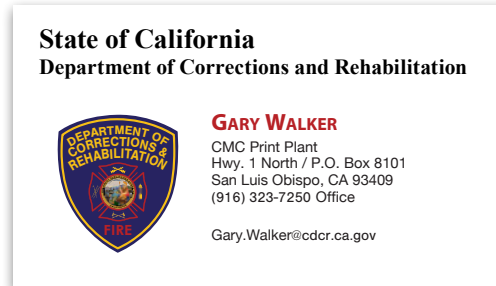 State of California
Department of Corrections and Rehabilitation
DEPARTMENT OF
CORRECTIONS &
REHABILITATION
FIRE
GARY WALKER
CMC Print Plant
Hwy. 1 North / P.O. Box 8101
San Luis Obispo, CA 93409
(916) 323-7250 Office
Gary.Walker@cdcr.ca.gov